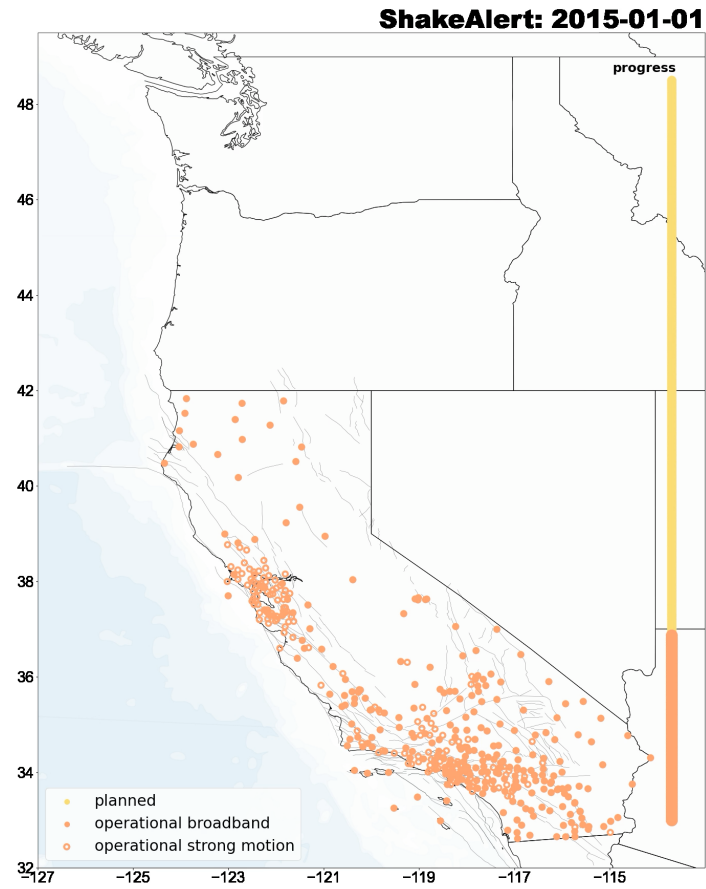 ShakeAlert: 2015-01-01
progress
48
46
44
42
40
38
36
34
32
planned
operational broadband
operational strong motion
−127 −125 −123 −121 −119 −117 −115